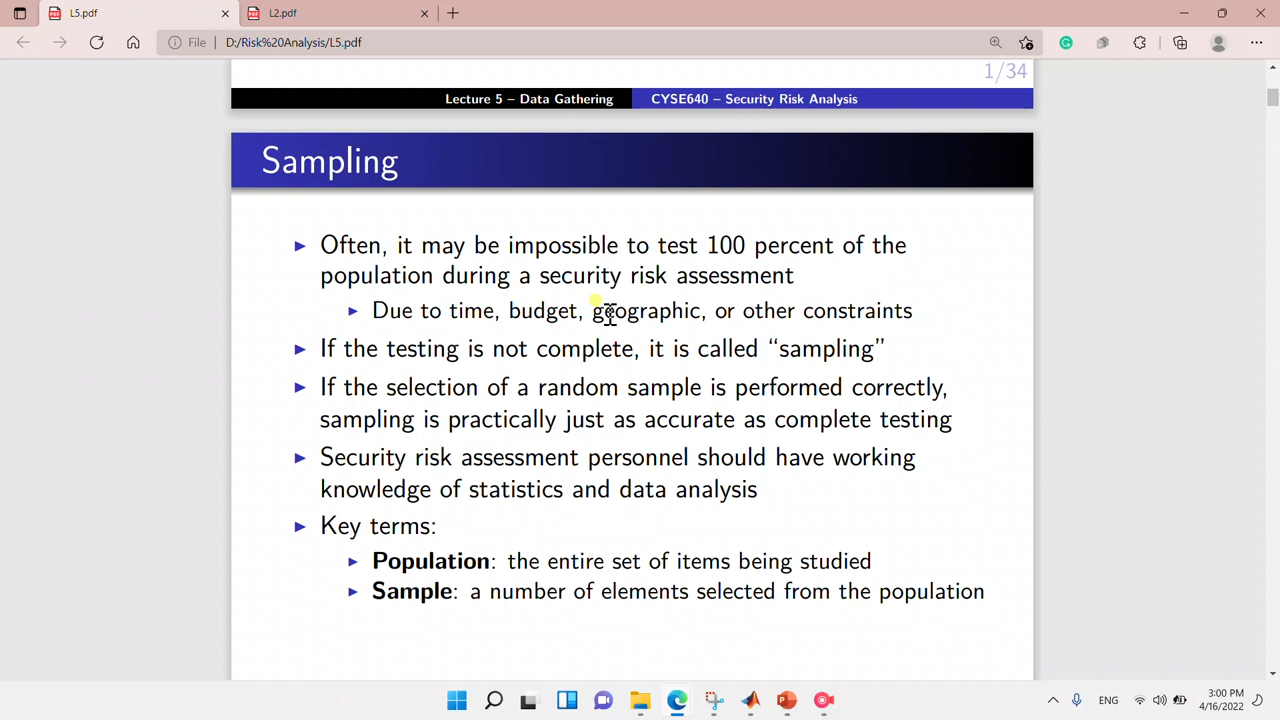 L5.pdf
L2.pdf
File
D:/Risk%20Analysis/L5.pdf
1/34
Lecture 5 – Data Gathering
CYSE640 – Security Risk Analysis
Sampling
Often, it may be impossible to test 100 percent of the
population during a security risk assessment
Due to time, budget, geographic, or other constraints
If the testing is not complete, it is called “sampling”
If the selection of a random sample is performed correctly,
sampling is practically just as accurate as complete testing
Security risk assessment personnel should have working
knowledge of statistics and data analysis
Key terms:
Population: the entire set of items being studied
Sample: a number of elements selected from the population
ENG
3:00 PM
4/16/2022